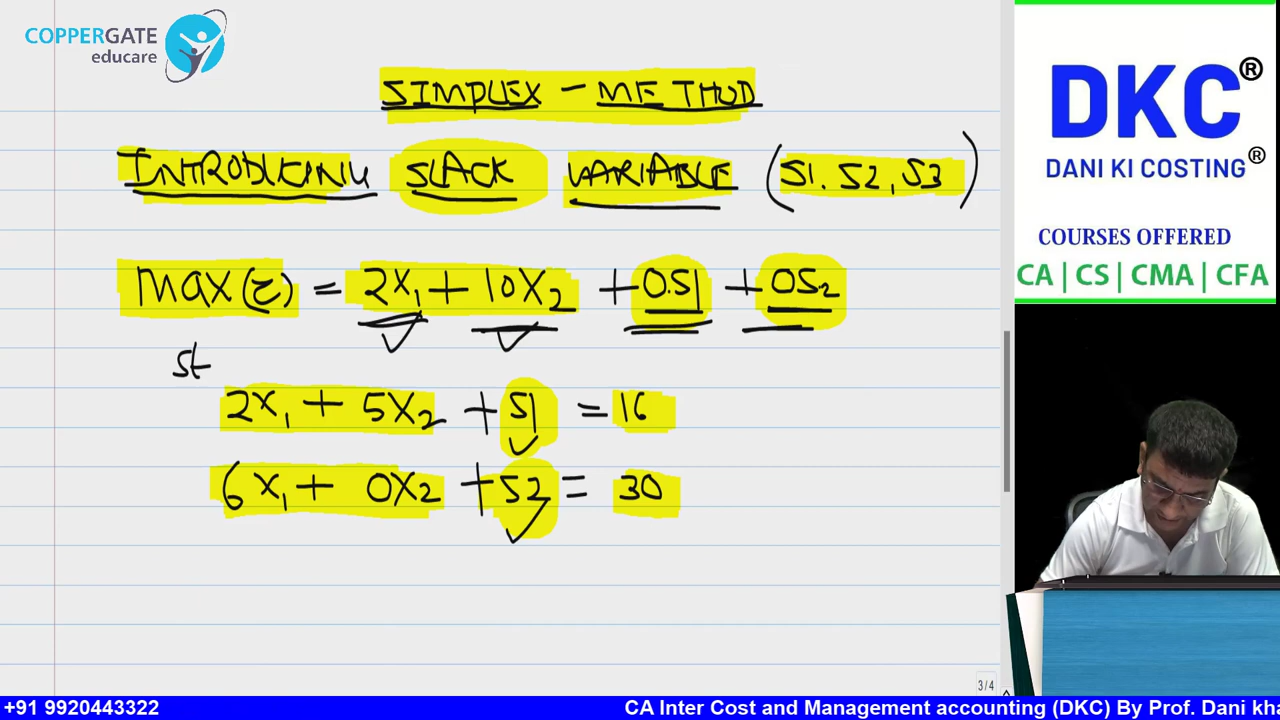 COPPERGATE
educare
SIMPLEX - METHOD
INTRODUCING SLACK VARIABLE (S1, S2, S3)
Max(Z) = 2X₁ + 10X₂ + 0S1 + 0S₂
St
2X₁ + 5X₂ + S1 = 16
6X₁ + 0X₂ + S2 = 30
3/4
DKC®
DANI KI COSTING®
COURSES OFFERED
CA | CS | CMA | CFA
+91 9920443322
CA Inter Cost and Management accounting (DKC) By Prof. Dani kha